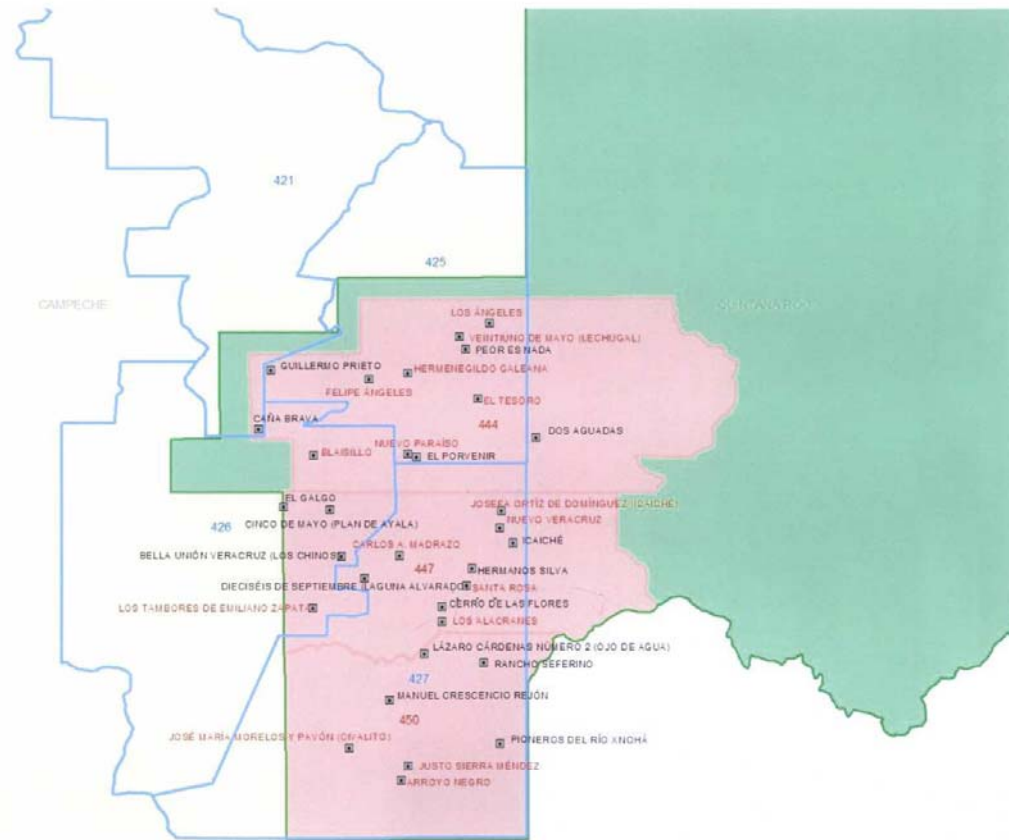 421
425
CAMPECHE
QUINTANA ROO
LOS ÁNGELES
VEINTIUNO DE MAYO (LECHUGAL)
PEOR ES NADA
GUILLERMO PRIETO
HERMENEGILDO GALEANA
FELIPE ÁNGELES
EL TESORO
CAÑA BRAVA
444
DOS AGUADAS
NUEVO PARAÍSO
BLAISILLO
EL PORVENIR
EL GALGO
JOSEFA ORTÍZ DE DOMÍNGUEZ (ICAICHÉ)
426
CINCO DE MAYO (PLAN DE AYALA)
NUEVO VERACRUZ
ICAICHÉ
CARLOS A. MADRAZO
BELLA UNIÓN VERACRUZ (LOS CHINOS)
447
HERMANOS SILVA
DIECISÉIS DE SEPTIEMBRE (LAGUNA ALVARADO)
SANTA ROSA
LOS TAMBORES DE EMILIANO ZAPATA
CERRO DE LAS FLORES
LOS ALACRANES
LÁZARO CÁRDENAS NÚMERO 2 (OJO DE AGUA)
RANCHO SEFERINO
427
MANUEL CRESCENCIO REJÓN
450
JOSÉ MARÍA MORELOS Y PAVÓN (CIVALITO)
PIONEROS DEL RÍO XNOHÁ
JUSTO SIERRA MÉNDEZ
ARROYO NEGRO